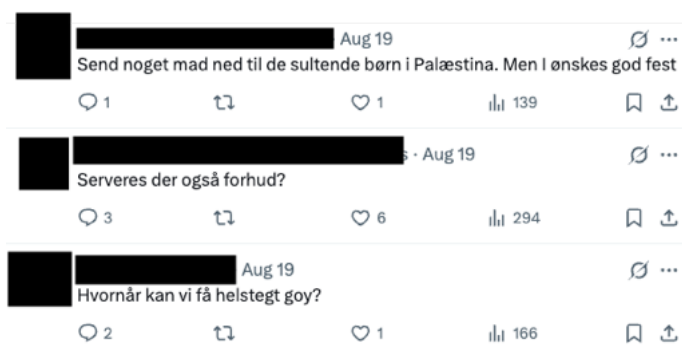 Aug 19
Send noget mad ned til de sultende børn i Palæstina. Men I ønskes god fest
1 1 139
s · Aug 19
Serveres der også forhud?
3 6 294
Aug 19
Hvornår kan vi få helstegt goy?
2 1 166